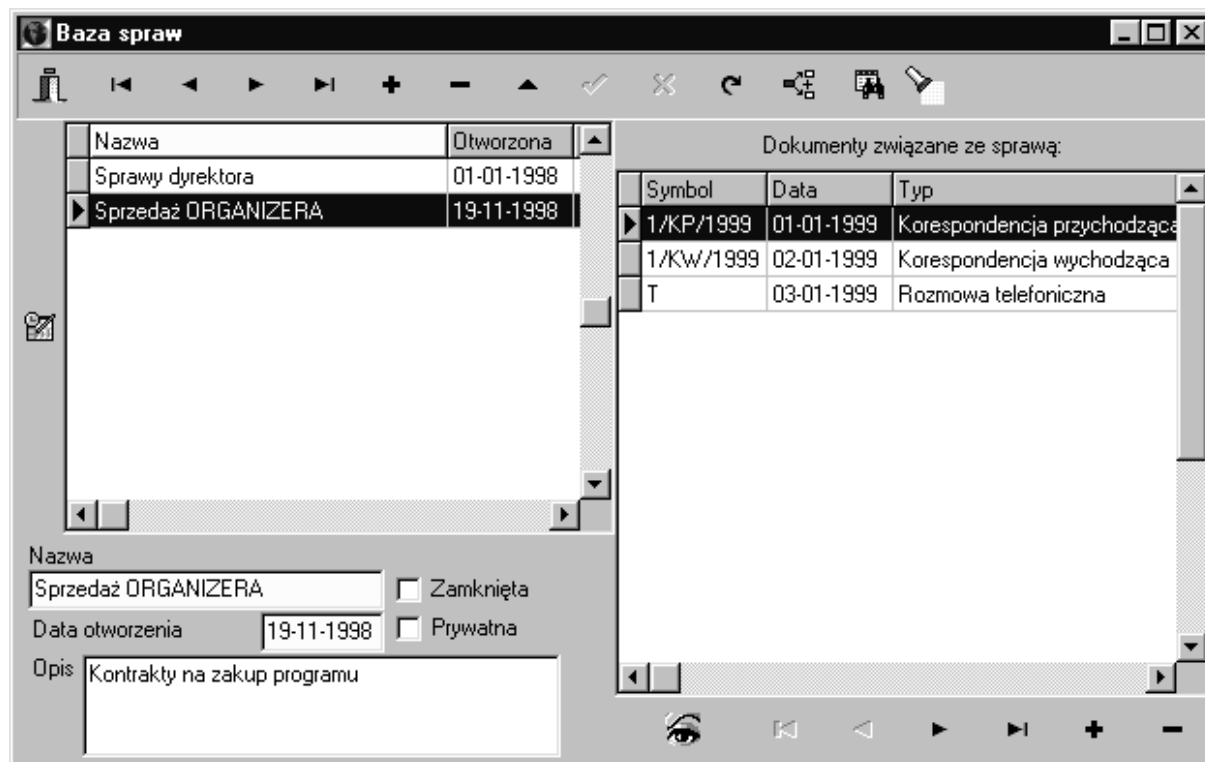 Baza spraw
Nazwa Otworzona
Sprawy dyrektora 01-01-1998
Sprzedaż ORGANIZERA 19-11-1998
Dokumenty związane ze sprawą:
Symbol Data Typ
1/KP/1999 01-01-1999 Korespondencja przychodząca
1/KW/1999 02-01-1999 Korespondencja wychodząca
T 03-01-1999 Rozmowa telefoniczna
Nazwa
Sprzedaż ORGANIZERA Zamknięta
Data otworzenia 19-11-1998 Prywatna
Opis Kontrakty na zakup programu